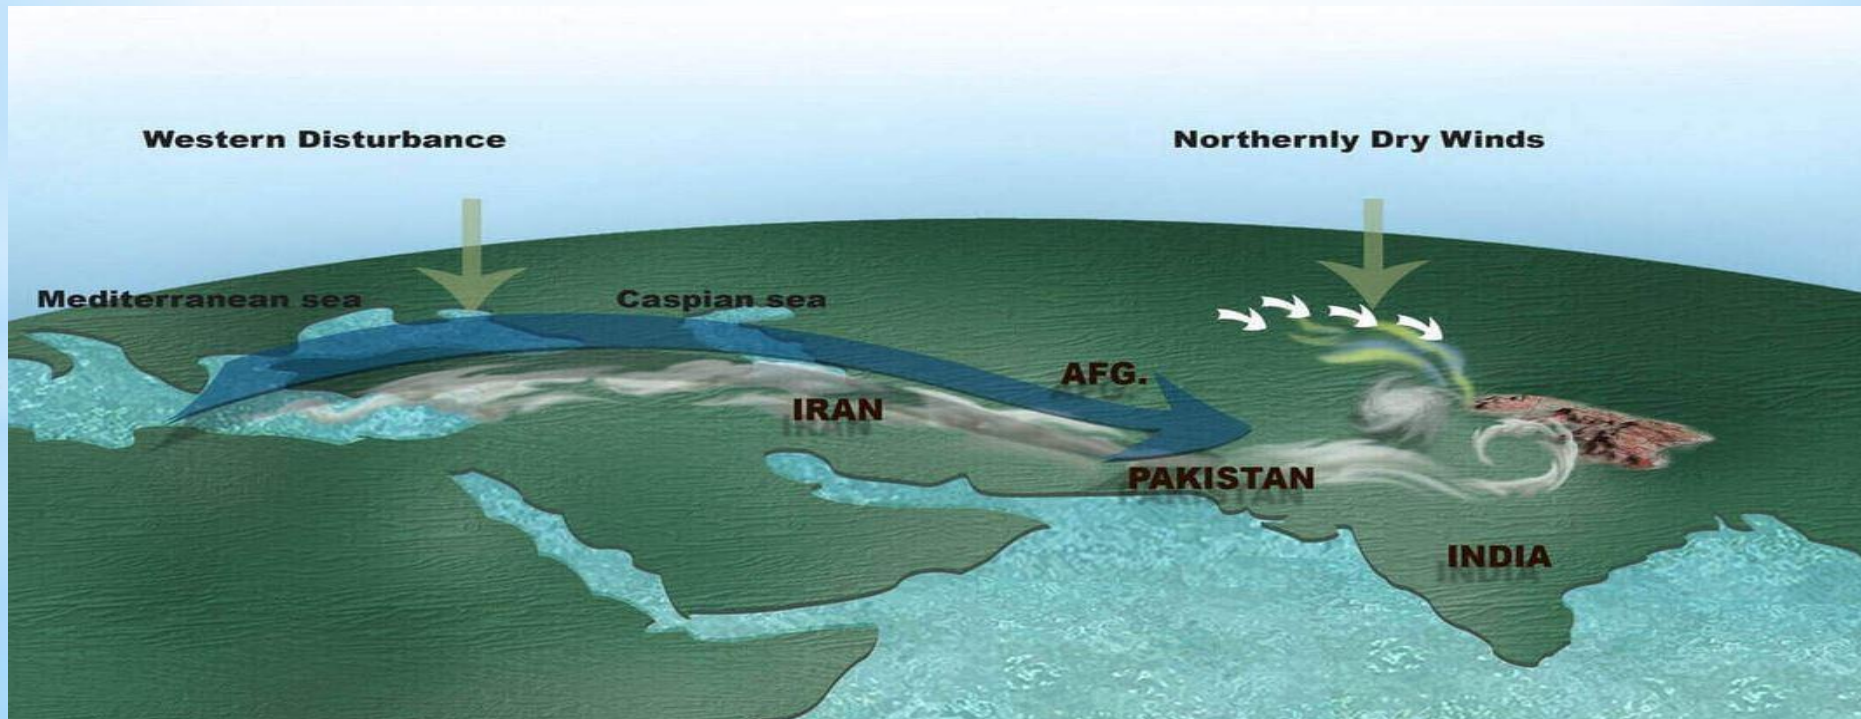 Western Disturbance
Northernly Dry Winds
Mediterranean sea
Caspian sea
AFG.
IRAN
PAKISTAN
INDIA